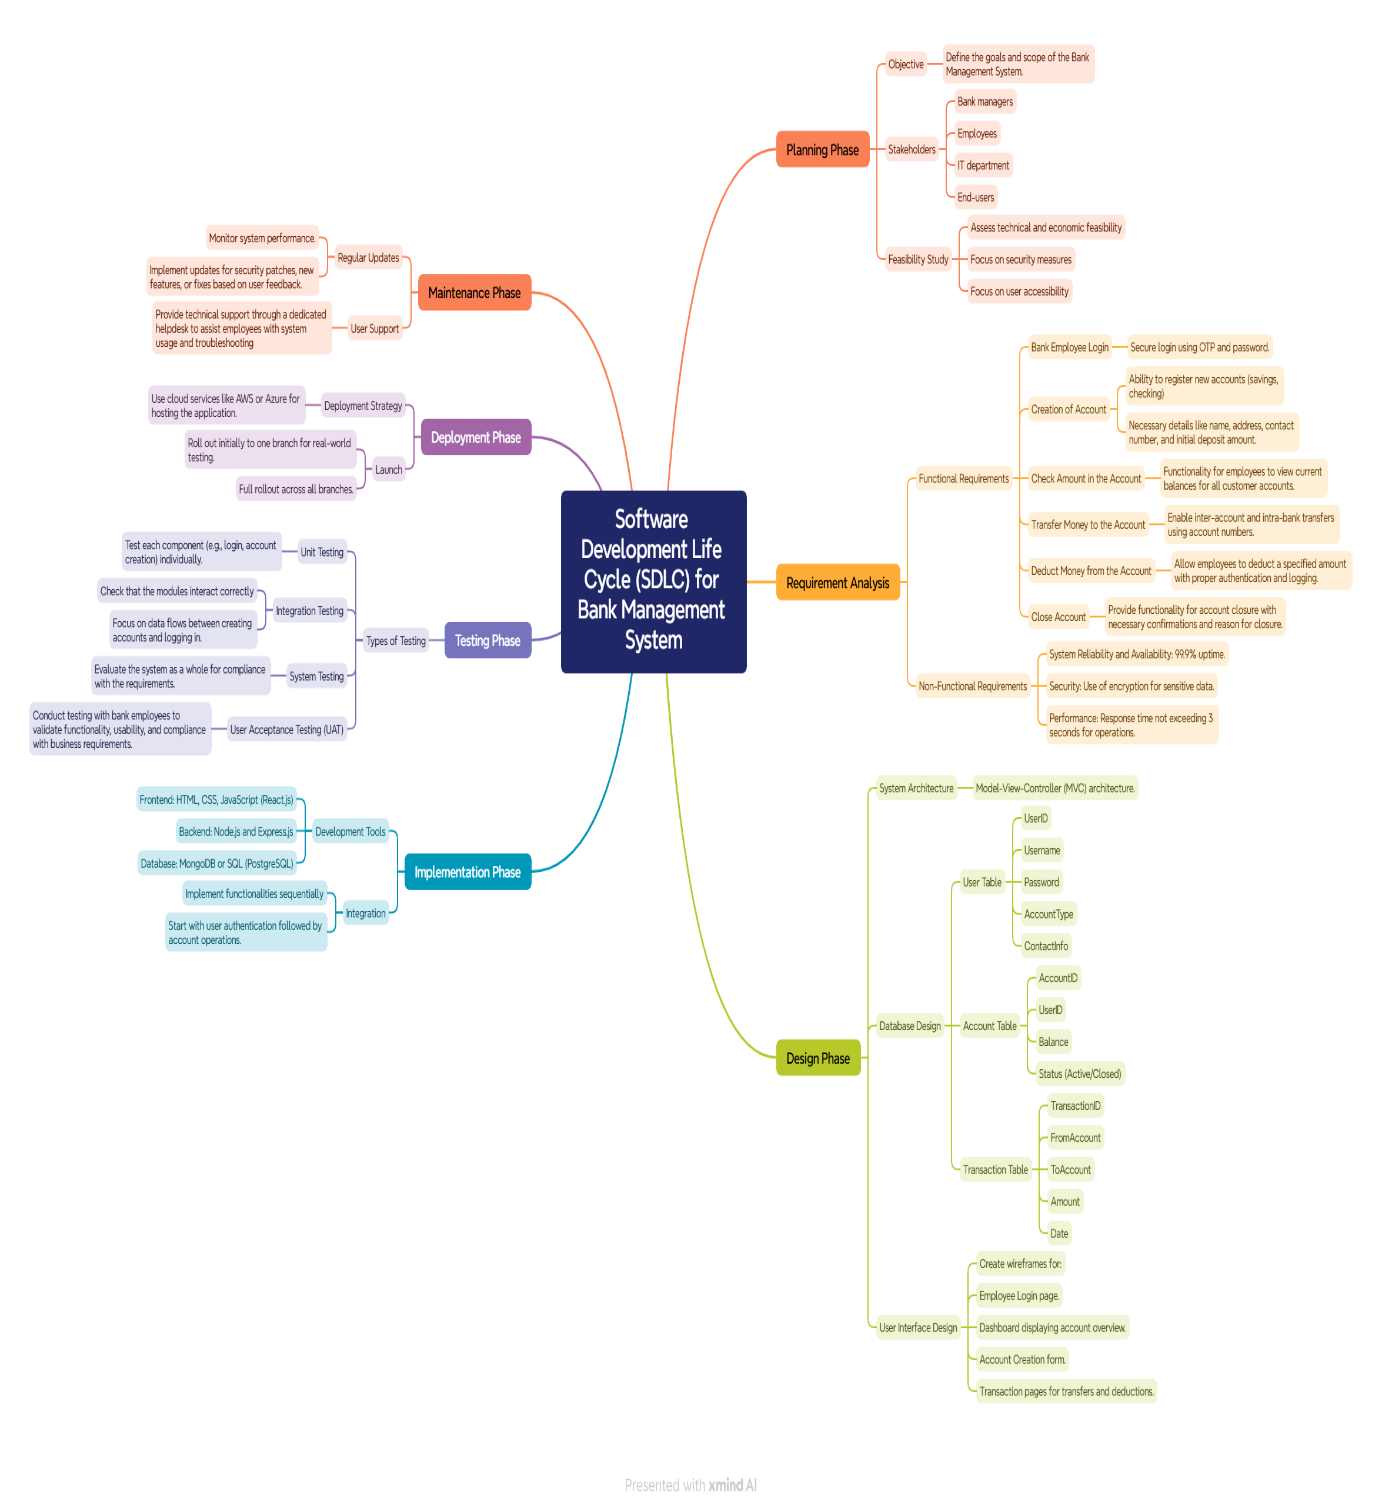 Software
Development Life
Cycle (SDLC) for
Bank Management
System
Planning Phase
Objective
Define the goals and scope of the Bank
Management System.
Stakeholders
Bank managers
Employees
IT department
End-users
Feasibility Study
Assess technical and economic feasibility
Focus on security measures
Focus on user accessibility
Requirement Analysis
Functional Requirements
Bank Employee Login
Secure login using OTP and password.
Creation of Account
Ability to register new accounts (savings,
checking)
Necessary details like name, address, contact
number, and initial deposit amount.
Check Amount in the Account
Functionality for employees to view current
balances for all customer accounts.
Transfer Money to the Account
Enable inter-account and intra-bank transfers
using account numbers.
Deduct Money from the Account
Allow employees to deduct a specified amount
with proper authentication and logging.
Close Account
Provide functionality for account closure with
necessary confirmations and reason for closure.
Non-Functional Requirements
System Reliability and Availability: 99.9% uptime.
Security: Use of encryption for sensitive data.
Performance: Response time not exceeding 3
seconds for operations.
Design Phase
System Architecture
Model-View-Controller (MVC) architecture.
Database Design
User Table
UserID
Username
Password
AccountType
ContactInfo
Account Table
AccountID
UserID
Balance
Status (Active/Closed)
Transaction Table
TransactionID
FromAccount
ToAccount
Amount
Date
User Interface Design
Create wireframes for:
Employee Login page.
Dashboard displaying account overview.
Account Creation form.
Transaction pages for transfers and deductions.
Implementation Phase
Development Tools
Frontend: HTML, CSS, JavaScript (React.js)
Backend: Node.js and Express.js
Database: MongoDB or SQL (PostgreSQL)
Integration
Implement functionalities sequentially
Start with user authentication followed by
account operations.
Testing Phase
Types of Testing
Unit Testing
Test each component (e.g., login, account
creation) individually.
Integration Testing
Check that the modules interact correctly
Focus on data flows between creating
accounts and logging in.
System Testing
Evaluate the system as a whole for compliance
with the requirements.
User Acceptance Testing (UAT)
Conduct testing with bank employees to
validate functionality, usability, and compliance
with business requirements.
Deployment Phase
Deployment Strategy
Use cloud services like AWS or Azure for
hosting the application.
Launch
Roll out initially to one branch for real-world
testing.
Full rollout across all branches.
Maintenance Phase
Regular Updates
Monitor system performance.
Implement updates for security patches, new
features, or fixes based on user feedback.
User Support
Provide technical support through a dedicated
helpdesk to assist employees with system
usage and troubleshooting
Presented with xmind AI